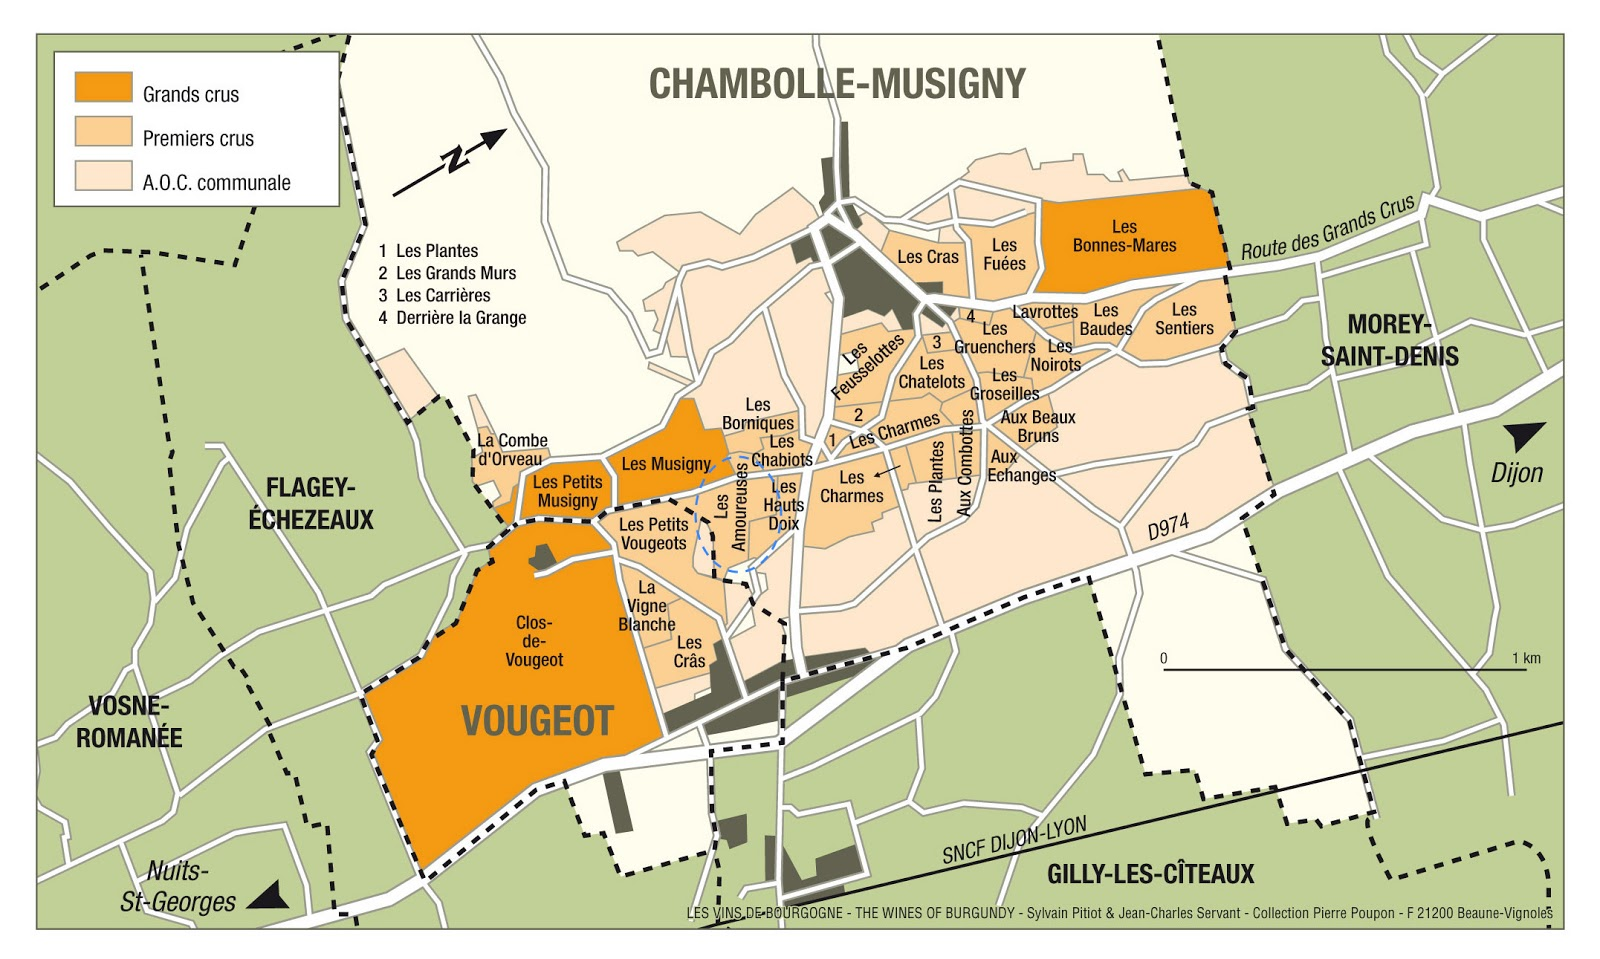 CHAMBOLLE-MUSIGNY
Grands crus
Premiers crus
A.O.C. communale
N
1 Les Plantes
2 Les Grands Murs
3 Les Carrières
4 Derrière la Grange
Les
Bonnes-Mares
Route des Grands Crus
Les Cras
Les
Fuées
4
Lavrottes
Les
Baudes
Les
Sentiers
Les
Gruenchers
3
Les
Noirots
MOREY-
SAINT-DENIS
Les
Feusselottes
Les
Chatelots
Les
Groseilles
Les
Borniques
2
1
Les Charmes
Aux Beaux
Bruns
Les
Chabiots
La Combe
d'Orveau
Les Musigny
Les Petits
Musigny
Les
Amoureuses
Les
Hauts
Doix
Les
Charmes
Les Plantes
Aux Combottes
Aux
Echanges
Dijon
D974
FLAGEY-
ÉCHEZEAUX
Les Petits
Vougeots
La
Vigne
Blanche
Les
Crâs
Clos-
de-
Vougeot
0
1 km
VOSNE-
ROMANÉE
VOUGEOT
Nuits-
St-Georges
SNCF DIJON-LYON
GILLY-LES-CÎTEAUX
LES VINS DE BOURGOGNE - THE WINES OF BURGUNDY - Sylvain Pitiot & Jean-Charles Servant - Collection Pierre Poupon - F 21200 Beaune-Vignoles